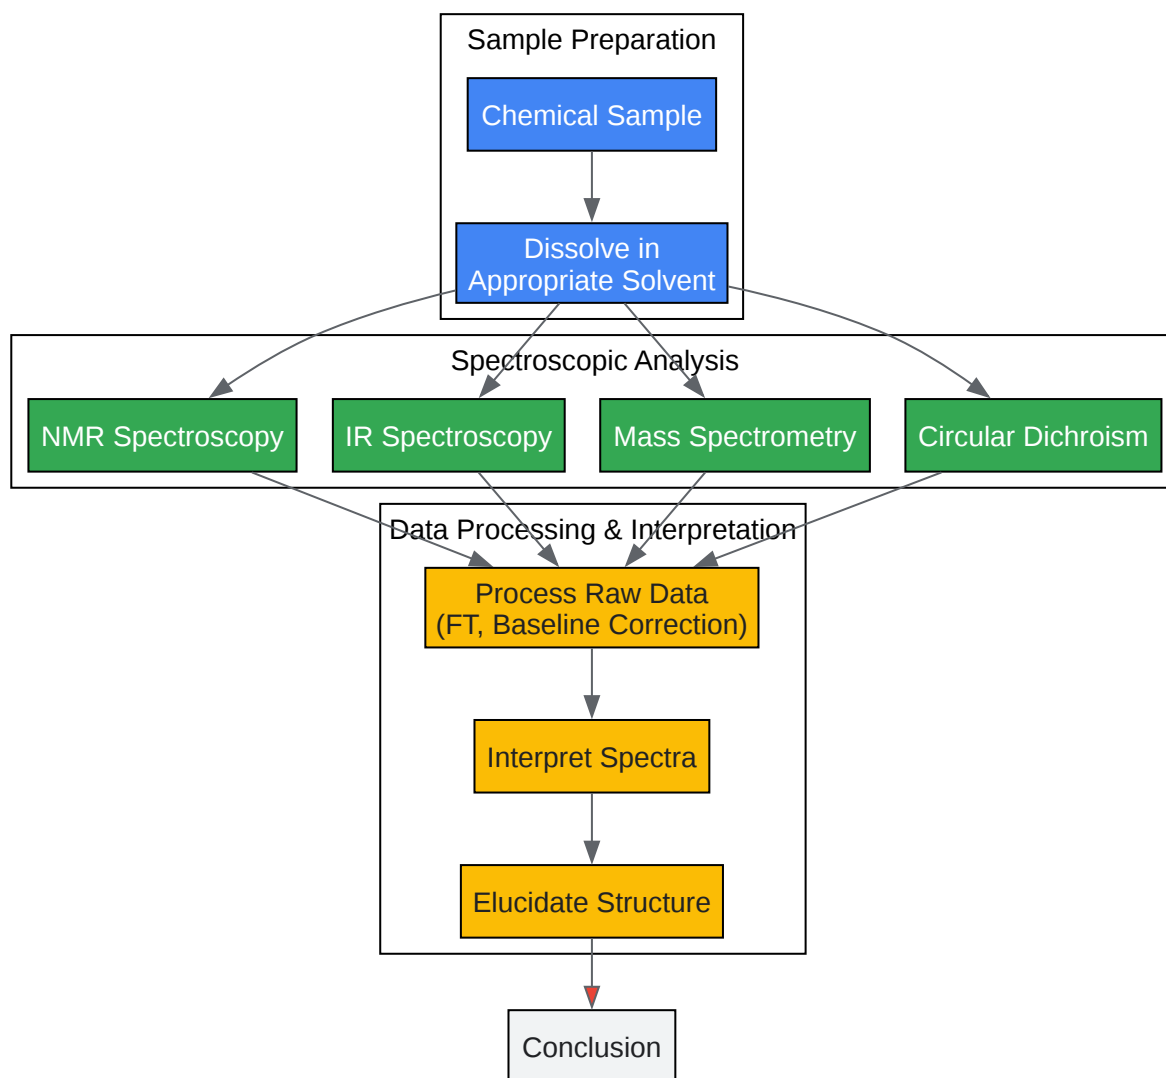 Sample Preparation
Chemical Sample
Dissolve in
Appropriate Solvent
Spectroscopic Analysis
NMR Spectroscopy
IR Spectroscopy
Mass Spectrometry
Circular Dichroism
Data Processing & Interpretation
Process Raw Data
(FT, Baseline Correction)
Interpret Spectra
Elucidate Structure
Conclusion